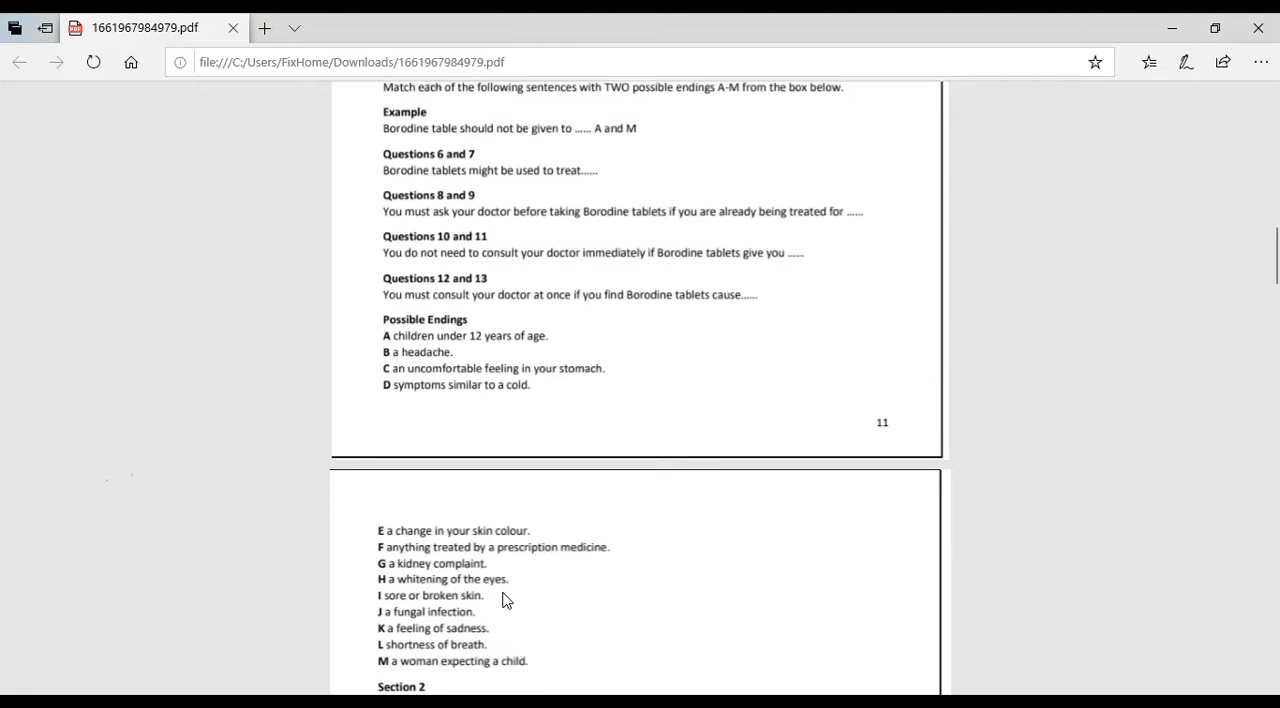 1661967984979.pdf
file:///C:/Users/FixHome/Downloads/1661967984979.pdf
Match each of the following sentences with TWO possible endings A-M from the box below.
Example
Borodine table should not be given to ...... A and M
Questions 6 and 7
Borodine tablets might be used to treat......
Questions 8 and 9
You must ask your doctor before taking Borodine tablets if you are already being treated for ......
Questions 10 and 11
You do not need to consult your doctor immediately if Borodine tablets give you ......
Questions 12 and 13
You must consult your doctor at once if you find Borodine tablets cause......
Possible Endings
A children under 12 years of age.
B a headache.
C an uncomfortable feeling in your stomach.
D symptoms similar to a cold.
11
E a change in your skin colour.
F anything treated by a prescription medicine.
G a kidney complaint.
H a whitening of the eyes.
I sore or broken skin.
J a fungal infection.
K a feeling of sadness.
L shortness of breath.
M a woman expecting a child.
Section 2